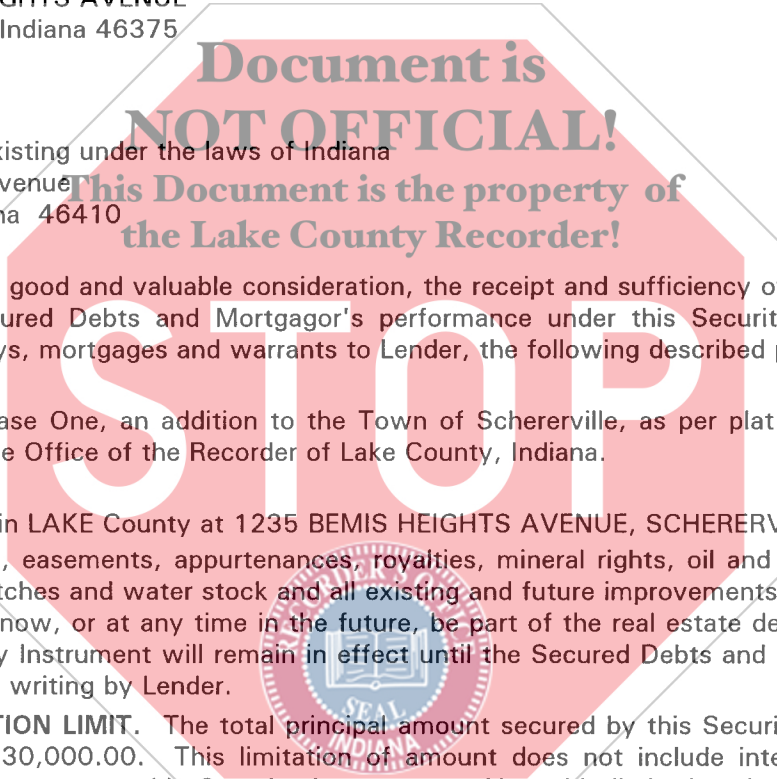 GHTS AVENUE
Indiana 46375
Document is
NOT OFFICIAL!
xisting under the laws of Indiana
venue
This Document is the property of
na 46410
the Lake County Recorder!
good and valuable consideration, the receipt and sufficiency o
ured Debts and Mortgagor's performance under this Securit
ys, mortgages and warrants to Lender, the following described
STOP
ase One, an addition to the Town of Schererville, as per plat
e Office of the Recorder of Lake County, Indiana.
in LAKE County at 1235 BEMIS HEIGHTS AVENUE, SCHERERV
, easements, appurtenances, royalties, mineral rights, oil and
tches and water stock and all existing and future improvements
now, or at any time in the future, be part of the real estate de
y Instrument will remain in effect until the Secured Debts and
writing by Lender.
RECORDER'S OFFICE
SEAL
INDIANA
TION LIMIT. The total principal amount secured by this Securi
30,000.00. This limitation of amount does not include inte